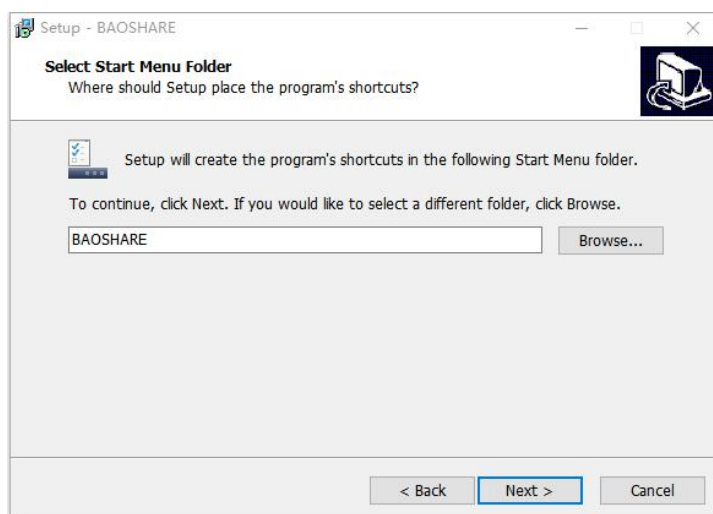 Setup - BAOSHARE
Select Start Menu Folder
Where should Setup place the program's shortcuts?
Setup will create the program's shortcuts in the following Start Menu folder.
To continue, click Next. If you would like to select a different folder, click Browse.
BAOSHARE
Browse...
< Back
Next >
Cancel